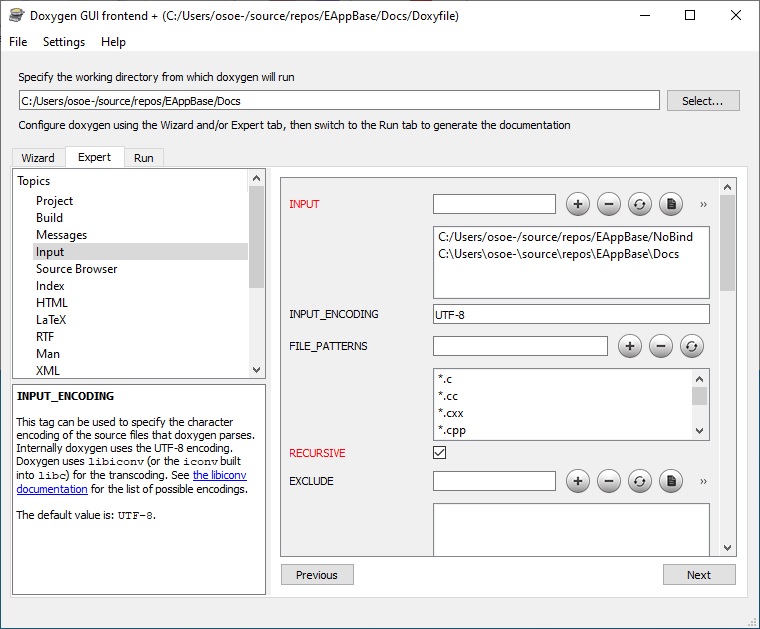 Doxygen GUI frontend + (C:/Users/osoe-/source/repos/EAppBase/Docs/Doxyfile)
File Settings Help
Specify the working directory from which doxygen will run
C:/Users/osoe-/source/repos/EAppBase/Docs
Select...
Configure doxygen using the Wizard and/or Expert tab, then switch to the Run tab to generate the documentation
Wizard Expert Run
Topics
Project
Build
Messages
Input
Source Browser
Index
HTML
LaTeX
RTF
Man
XML
INPUT_ENCODING
This tag can be used to specify the character
encoding of the source files that doxygen parses.
Internally doxygen uses the UTF-8 encoding.
Doxygen uses libiconv (or the iconv built
into libc) for the transcoding. See the libiconv
documentation for the list of possible encodings.
The default value is: UTF-8.
INPUT
C:/Users/osoe-/source/repos/EAppBase/NoBind
C:\Users\osoe-\source\repos\EAppBase\Docs
INPUT_ENCODING
UTF-8
FILE_PATTERNS
*.c
*.cc
*.cxx
*.cpp
RECURSIVE
EXCLUDE
Previous
Next